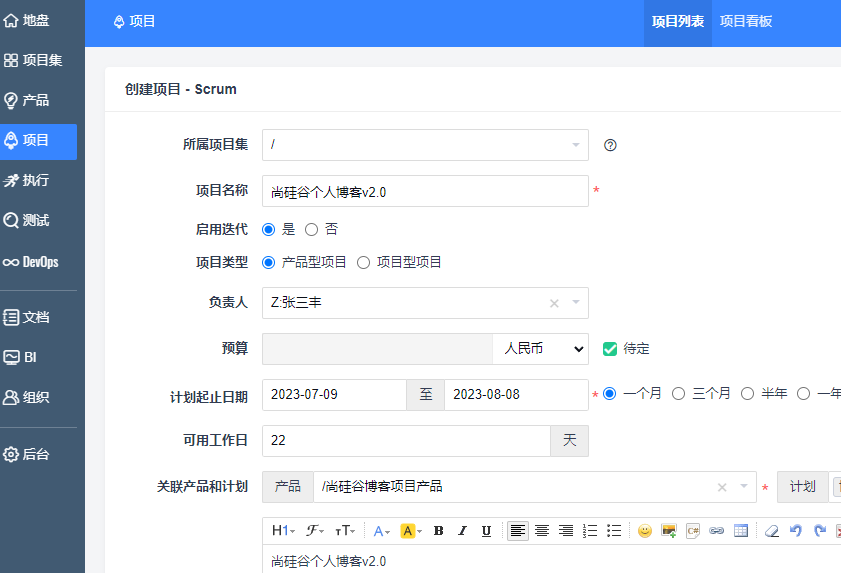 地盘
项目集
产品
项目
执行
测试
DevOps
文档
BI
组织
后台
项目
项目列表 项目看板
创建项目 - Scrum
所属项目集 /
项目名称 尚硅谷个人博客v2.0 *
启用迭代 是 否
项目类型 产品型项目 项目型项目
负责人 Z:张三丰
预算 人民币 待定
计划起止日期 2023-07-09 至 2023-08-08 * 一个月 三个月 半年 一年
可用工作日 22 天
关联产品和计划 产品 /尚硅谷博客项目产品 * 计划
H1 F TT A A B I U C#
尚硅谷个人博客v2.0